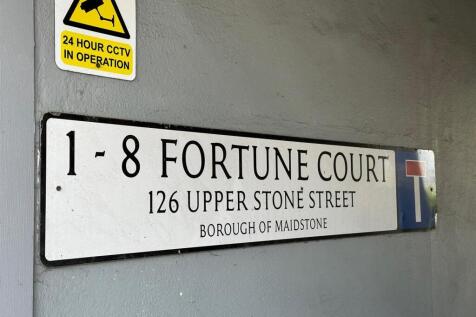 24 HOUR CCTV
IN OPERATION
1 - 8 FORTUNE COURT
126 UPPER STONE STREET
BOROUGH OF MAIDSTONE